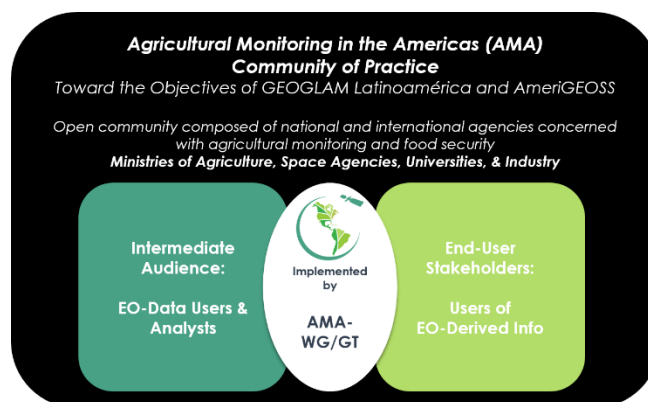 Agricultural Monitoring in the Americas (AMA)
Community of Practice
Toward the Objectives of GEOGLAM Latinoamérica and AmeriGEOSS
Open community composed of national and international agencies concerned
with agricultural monitoring and food security
Ministries of Agriculture, Space Agencies, Universities, & Industry
Intermediate
Audience:
EO-Data Users &
Analysts
Implemented
by
AMA-
WG/GT
End-User
Stakeholders:
Users of
EO-Derived Info